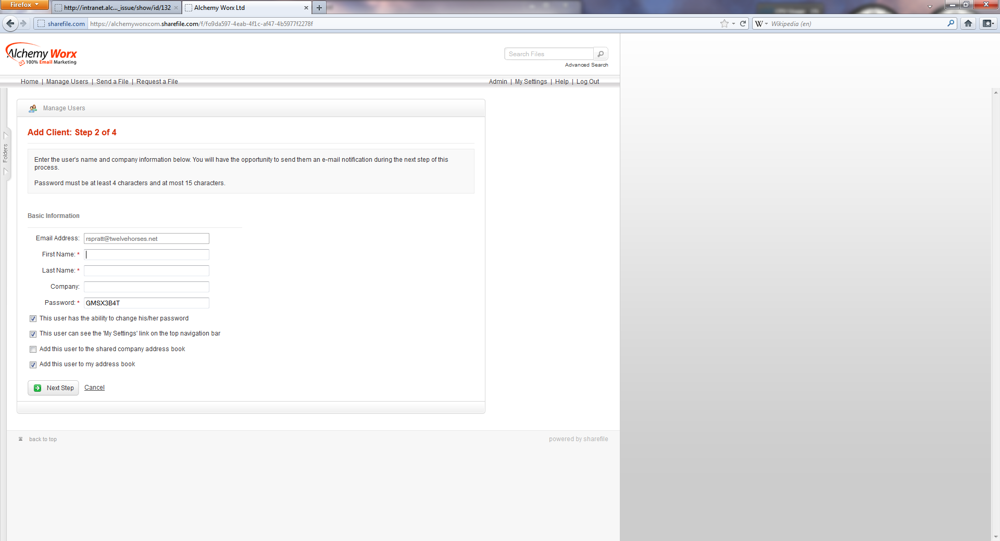 Firefox
http://intranet.alc..._issue/show/id/132
Alchemy Worx Ltd
sharefile.com
https://alchemyworxcom.sharefile.com/f/fo9da597-4eab-4f1c-af47-4b5977f2278f
W
Wikipedia (en)
Alchemy Worx
100% Email Marketing
Search Files
Advanced Search
Home | Manage Users | Send a File | Request a File
Admin | My Settings | Help | Log Out
Folders
Manage Users
Add Client: Step 2 of 4
Enter the user's name and company information below. You will have the opportunity to send them an e-mail notification during the next step of this
process.
Password must be at least 4 characters and at most 15 characters.
Basic Information
Email Address: rspratt@twelvehorses.net
First Name: *
Last Name: *
Company:
Password: * GMSX3B4T
This user has the ability to change his/her password
This user can see the 'My Settings' link on the top navigation bar
Add this user to the shared company address book
Add this user to my address book
Next Step Cancel
back to top
powered by sharefile